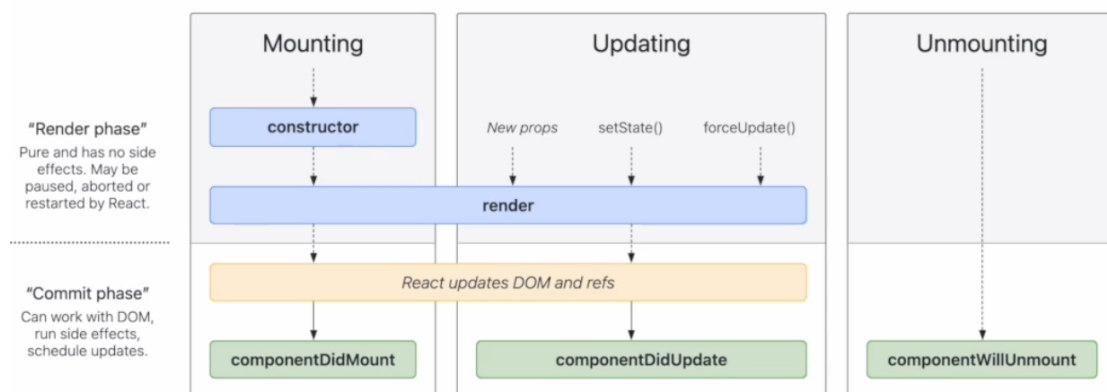 Mounting
Updating
Unmounting
"Render phase"
Pure and has no side
effects. May be
paused, aborted or
restarted by React.
constructor
New props
setState()
forceUpdate()
render
"Commit phase"
Can work with DOM,
run side effects,
schedule updates.
React updates DOM and refs
componentDidMount
componentDidUpdate
componentWillUnmount